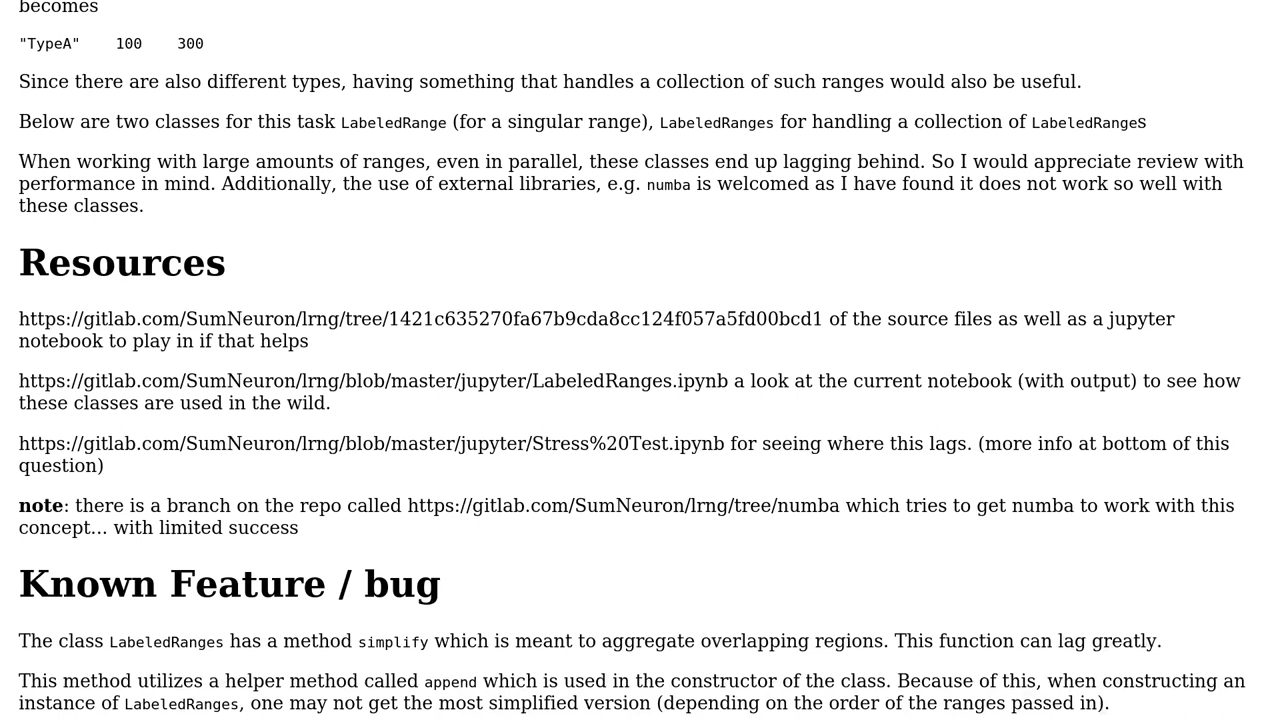 becomes
"TypeA"    100    300
Since there are also different types, having something that handles a collection of such ranges would also be useful.
Below are two classes for this task LabeledRange (for a singular range), LabeledRanges for handling a collection of LabeledRanges
When working with large amounts of ranges, even in parallel, these classes end up lagging behind. So I would appreciate review with
performance in mind. Additionally, the use of external libraries, e.g. numba is welcomed as I have found it does not work so well with
these classes.
Resources
https://gitlab.com/SumNeuron/lrng/tree/1421c635270fa67b9cda8cc124f057a5fd00bcd1 of the source files as well as a jupyter
notebook to play in if that helps
https://gitlab.com/SumNeuron/lrng/blob/master/jupyter/LabeledRanges.ipynb a look at the current notebook (with output) to see how
these classes are used in the wild.
https://gitlab.com/SumNeuron/lrng/blob/master/jupyter/Stress%20Test.ipynb for seeing where this lags. (more info at bottom of this
question)
note: there is a branch on the repo called https://gitlab.com/SumNeuron/lrng/tree/numba which tries to get numba to work with this
concept... with limited success
Known Feature / bug
The class LabeledRanges has a method simplify which is meant to aggregate overlapping regions. This function can lag greatly.
This method utilizes a helper method called append which is used in the constructor of the class. Because of this, when constructing an
instance of LabeledRanges, one may not get the most simplified version (depending on the order of the ranges passed in).